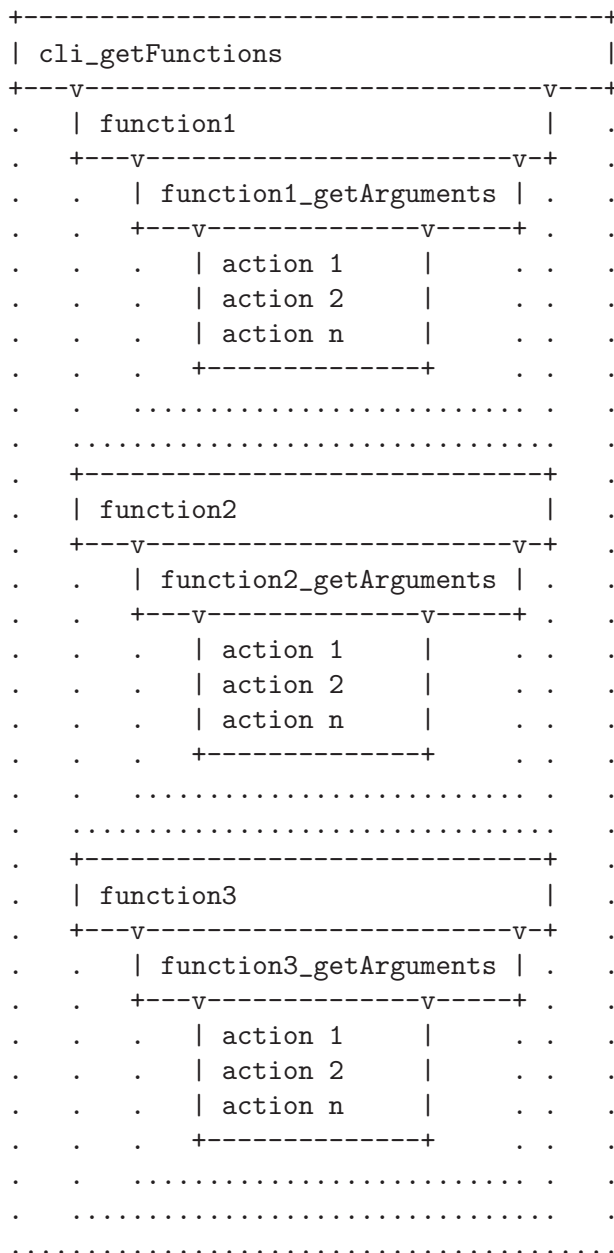 +---------------------------------------+
| cli_getFunctions                      |
+---v-------------------------------v---+
.   | function1                     |   .
.   +---v-------------------------v-+   .
.   .   | function1_getArguments | .   .
.   .   +---v---------------v-----+ .   .
.   .   .   | action 1      |     . .   .
.   .   .   | action 2      |     . .   .
.   .   .   | action n      |     . .   .
.   .   .   +---------------+     . .   .
.   .   ........................... .   .
.   .................................   .
.   +-------------------------------+   .
.   | function2                     |   .
.   +---v-------------------------v-+   .
.   .   | function2_getArguments | .   .
.   .   +---v---------------v-----+ .   .
.   .   .   | action 1      |     . .   .
.   .   .   | action 2      |     . .   .
.   .   .   | action n      |     . .   .
.   .   .   +---------------+     . .   .
.   .   ........................... .   .
.   .................................   .
.   +-------------------------------+   .
.   | function3                     |   .
.   +---v-------------------------v-+   .
.   .   | function3_getArguments | .   .
.   .   +---v---------------v-----+ .   .
.   .   .   | action 1      |     . .   .
.   .   .   | action 2      |     . .   .
.   .   .   | action n      |     . .   .
.   .   .   +---------------+     . .   .
.   .   ........................... .   .
.   .................................   .
.........................................